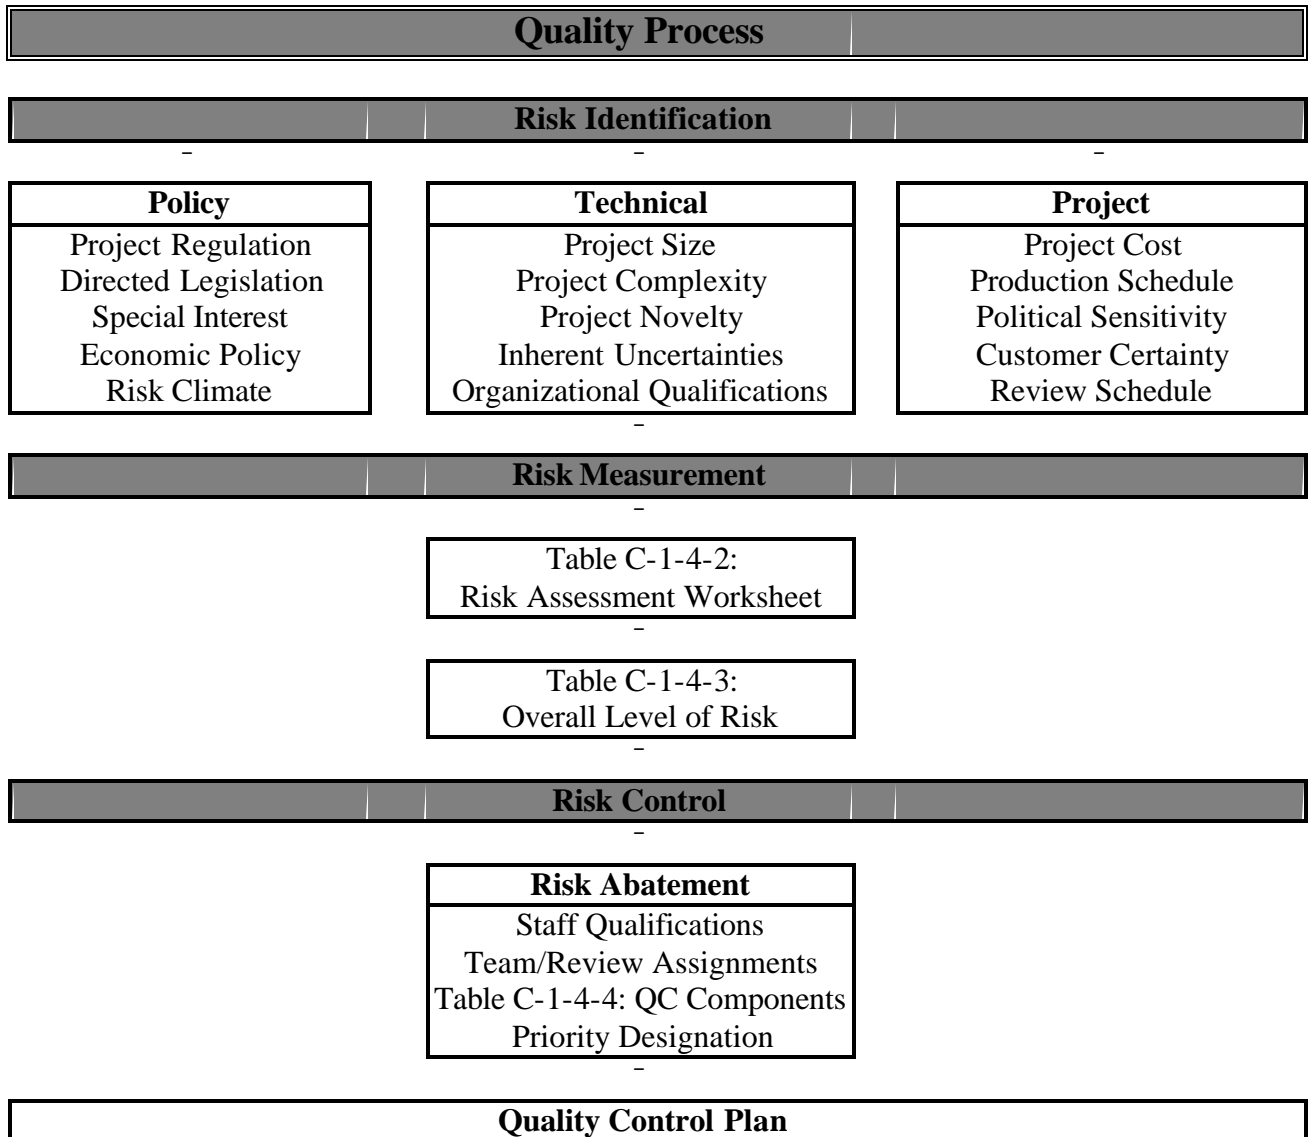 Quality Process
Risk Identification
Policy
Project Regulation
Directed Legislation
Special Interest
Economic Policy
Risk Climate
Technical
Project Size
Project Complexity
Project Novelty
Inherent Uncertainties
Organizational Qualifications
Project
Project Cost
Production Schedule
Political Sensitivity
Customer Certainty
Review Schedule
Risk Measurement
Table C-1-4-2:
Risk Assessment Worksheet
Table C-1-4-3:
Overall Level of Risk
Risk Control
Risk Abatement
Staff Qualifications
Team/Review Assignments
Table C-1-4-4: QC Components
Priority Designation
Quality Control Plan